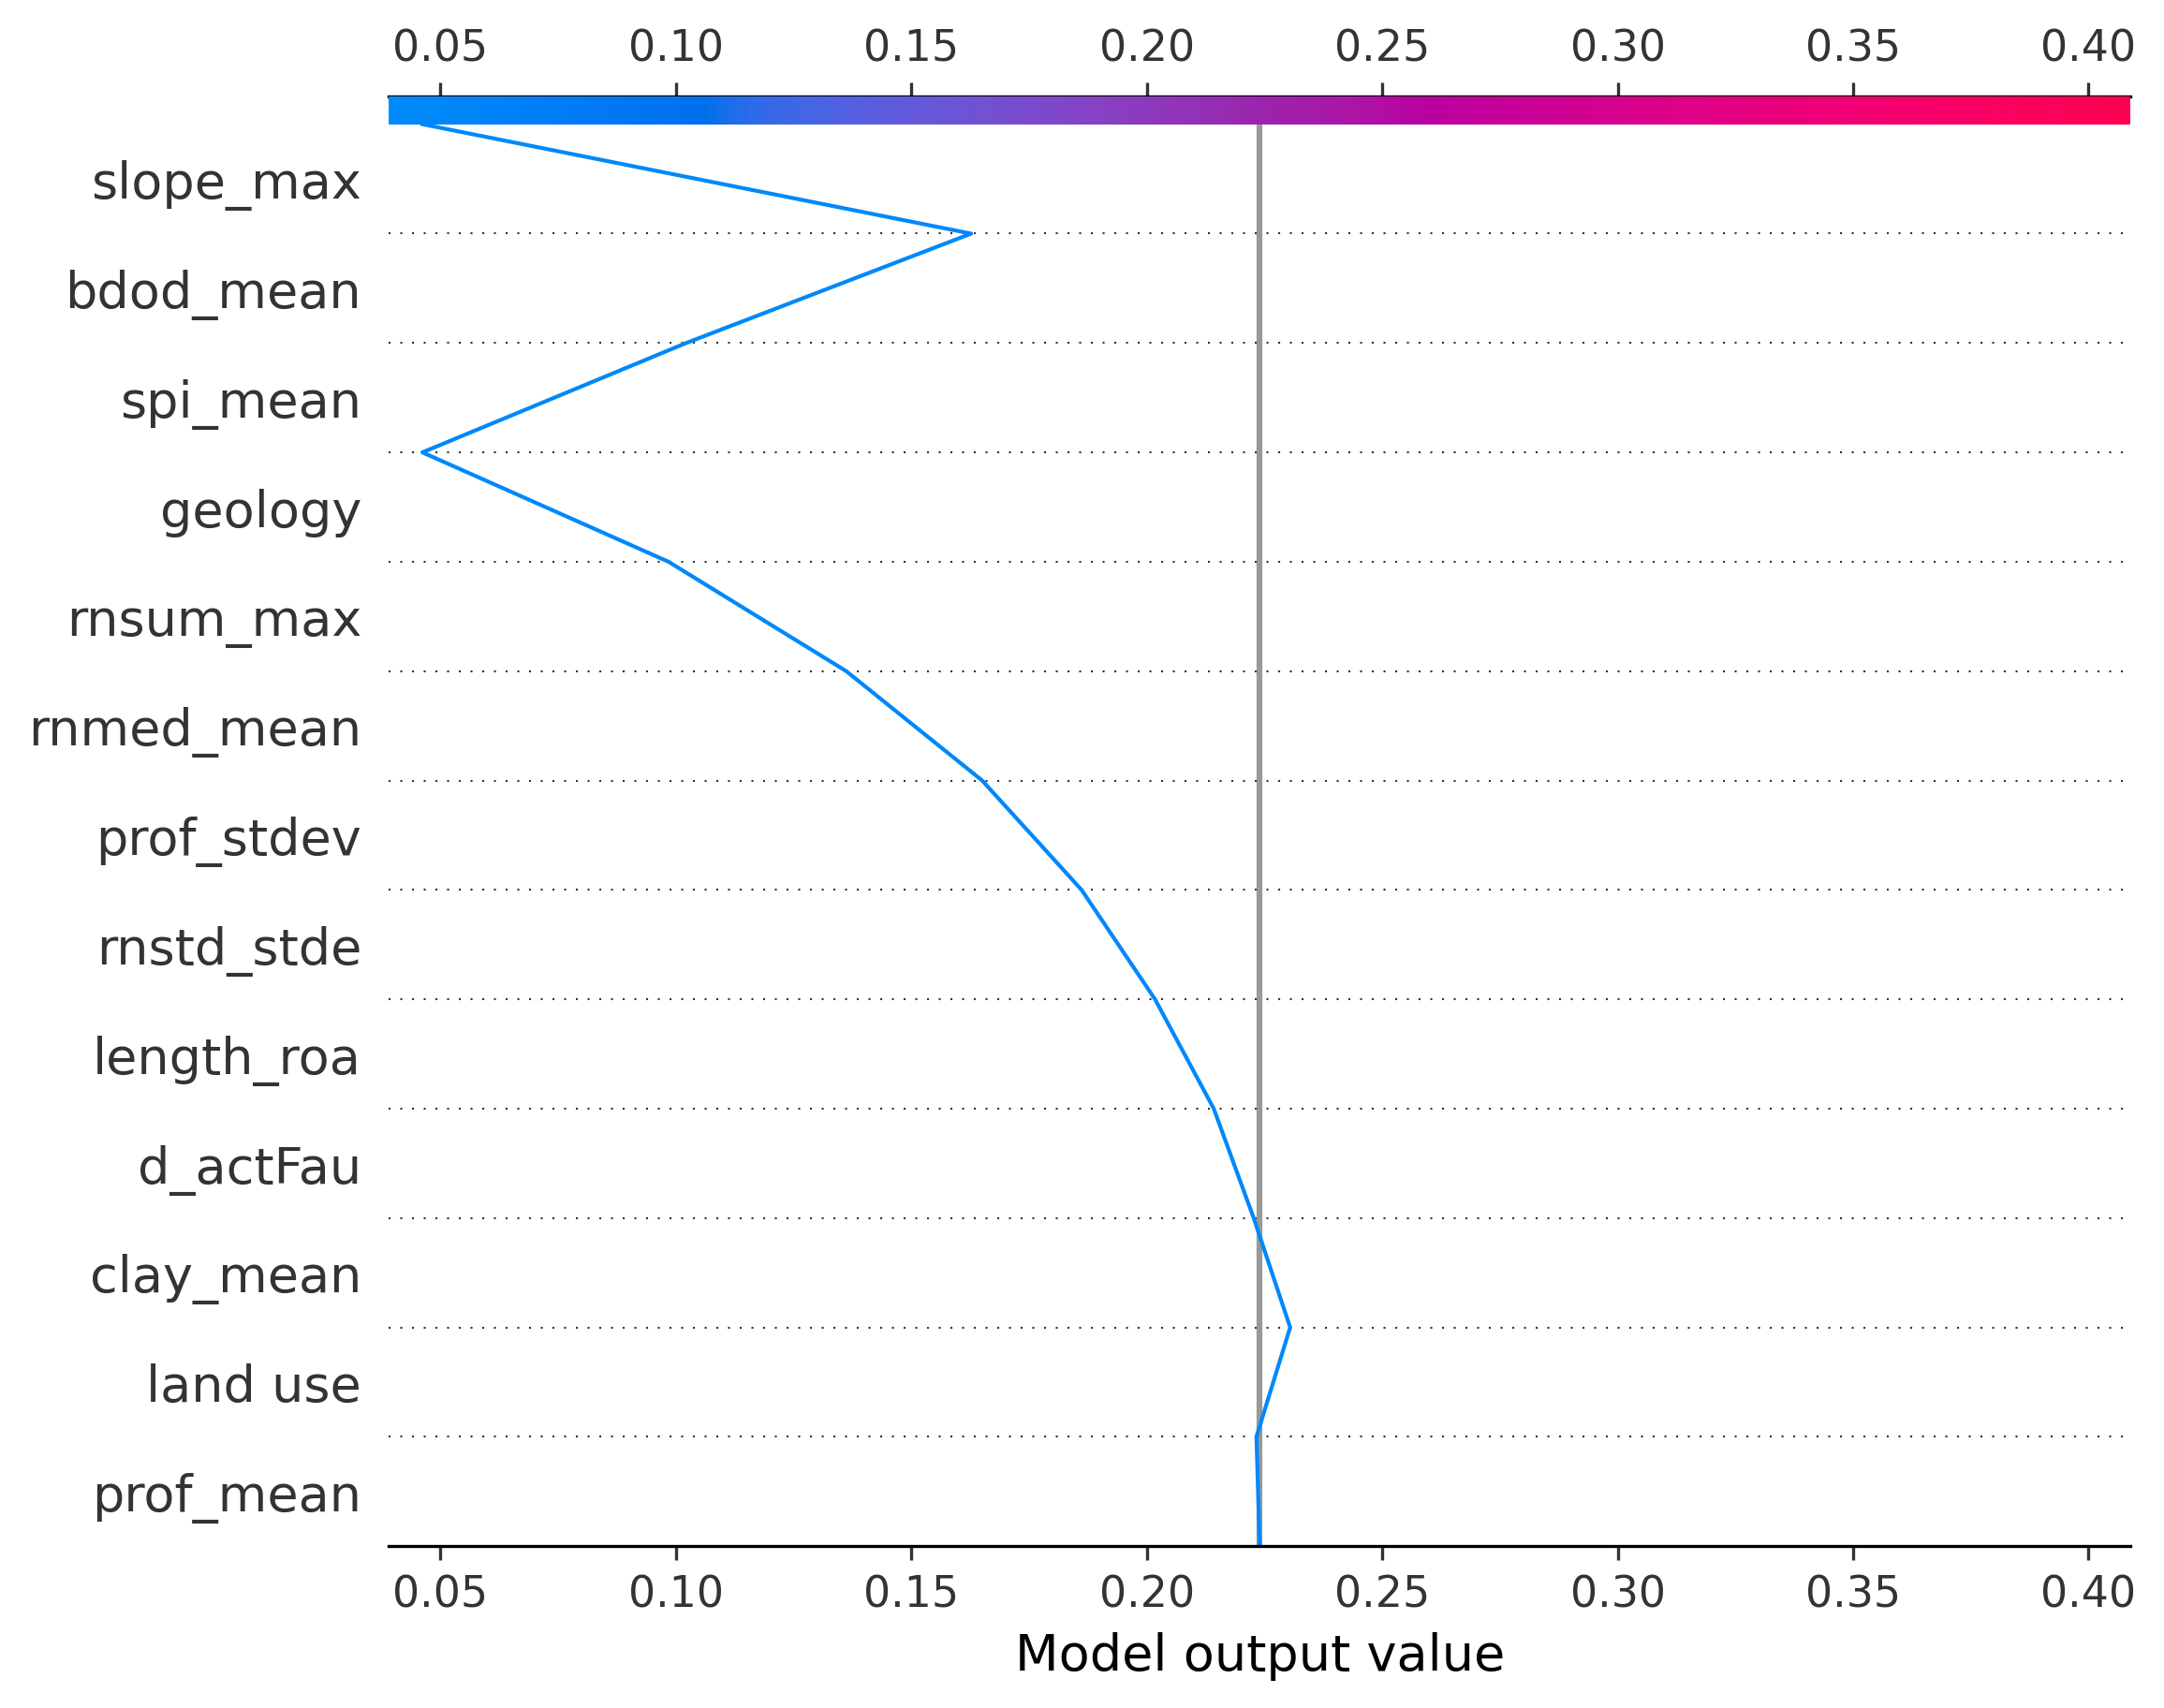 0.05 0.10 0.15 0.20 0.25 0.30 0.35 0.40
slope_max
bdod_mean
spi_mean
geology
rnsum_max
rnmed_mean
prof_stdev
rnstd_stde
length_roa
d_actFau
clay_mean
land use
prof_mean
0.05 0.10 0.15 0.20 0.25 0.30 0.35 0.40
Model output value